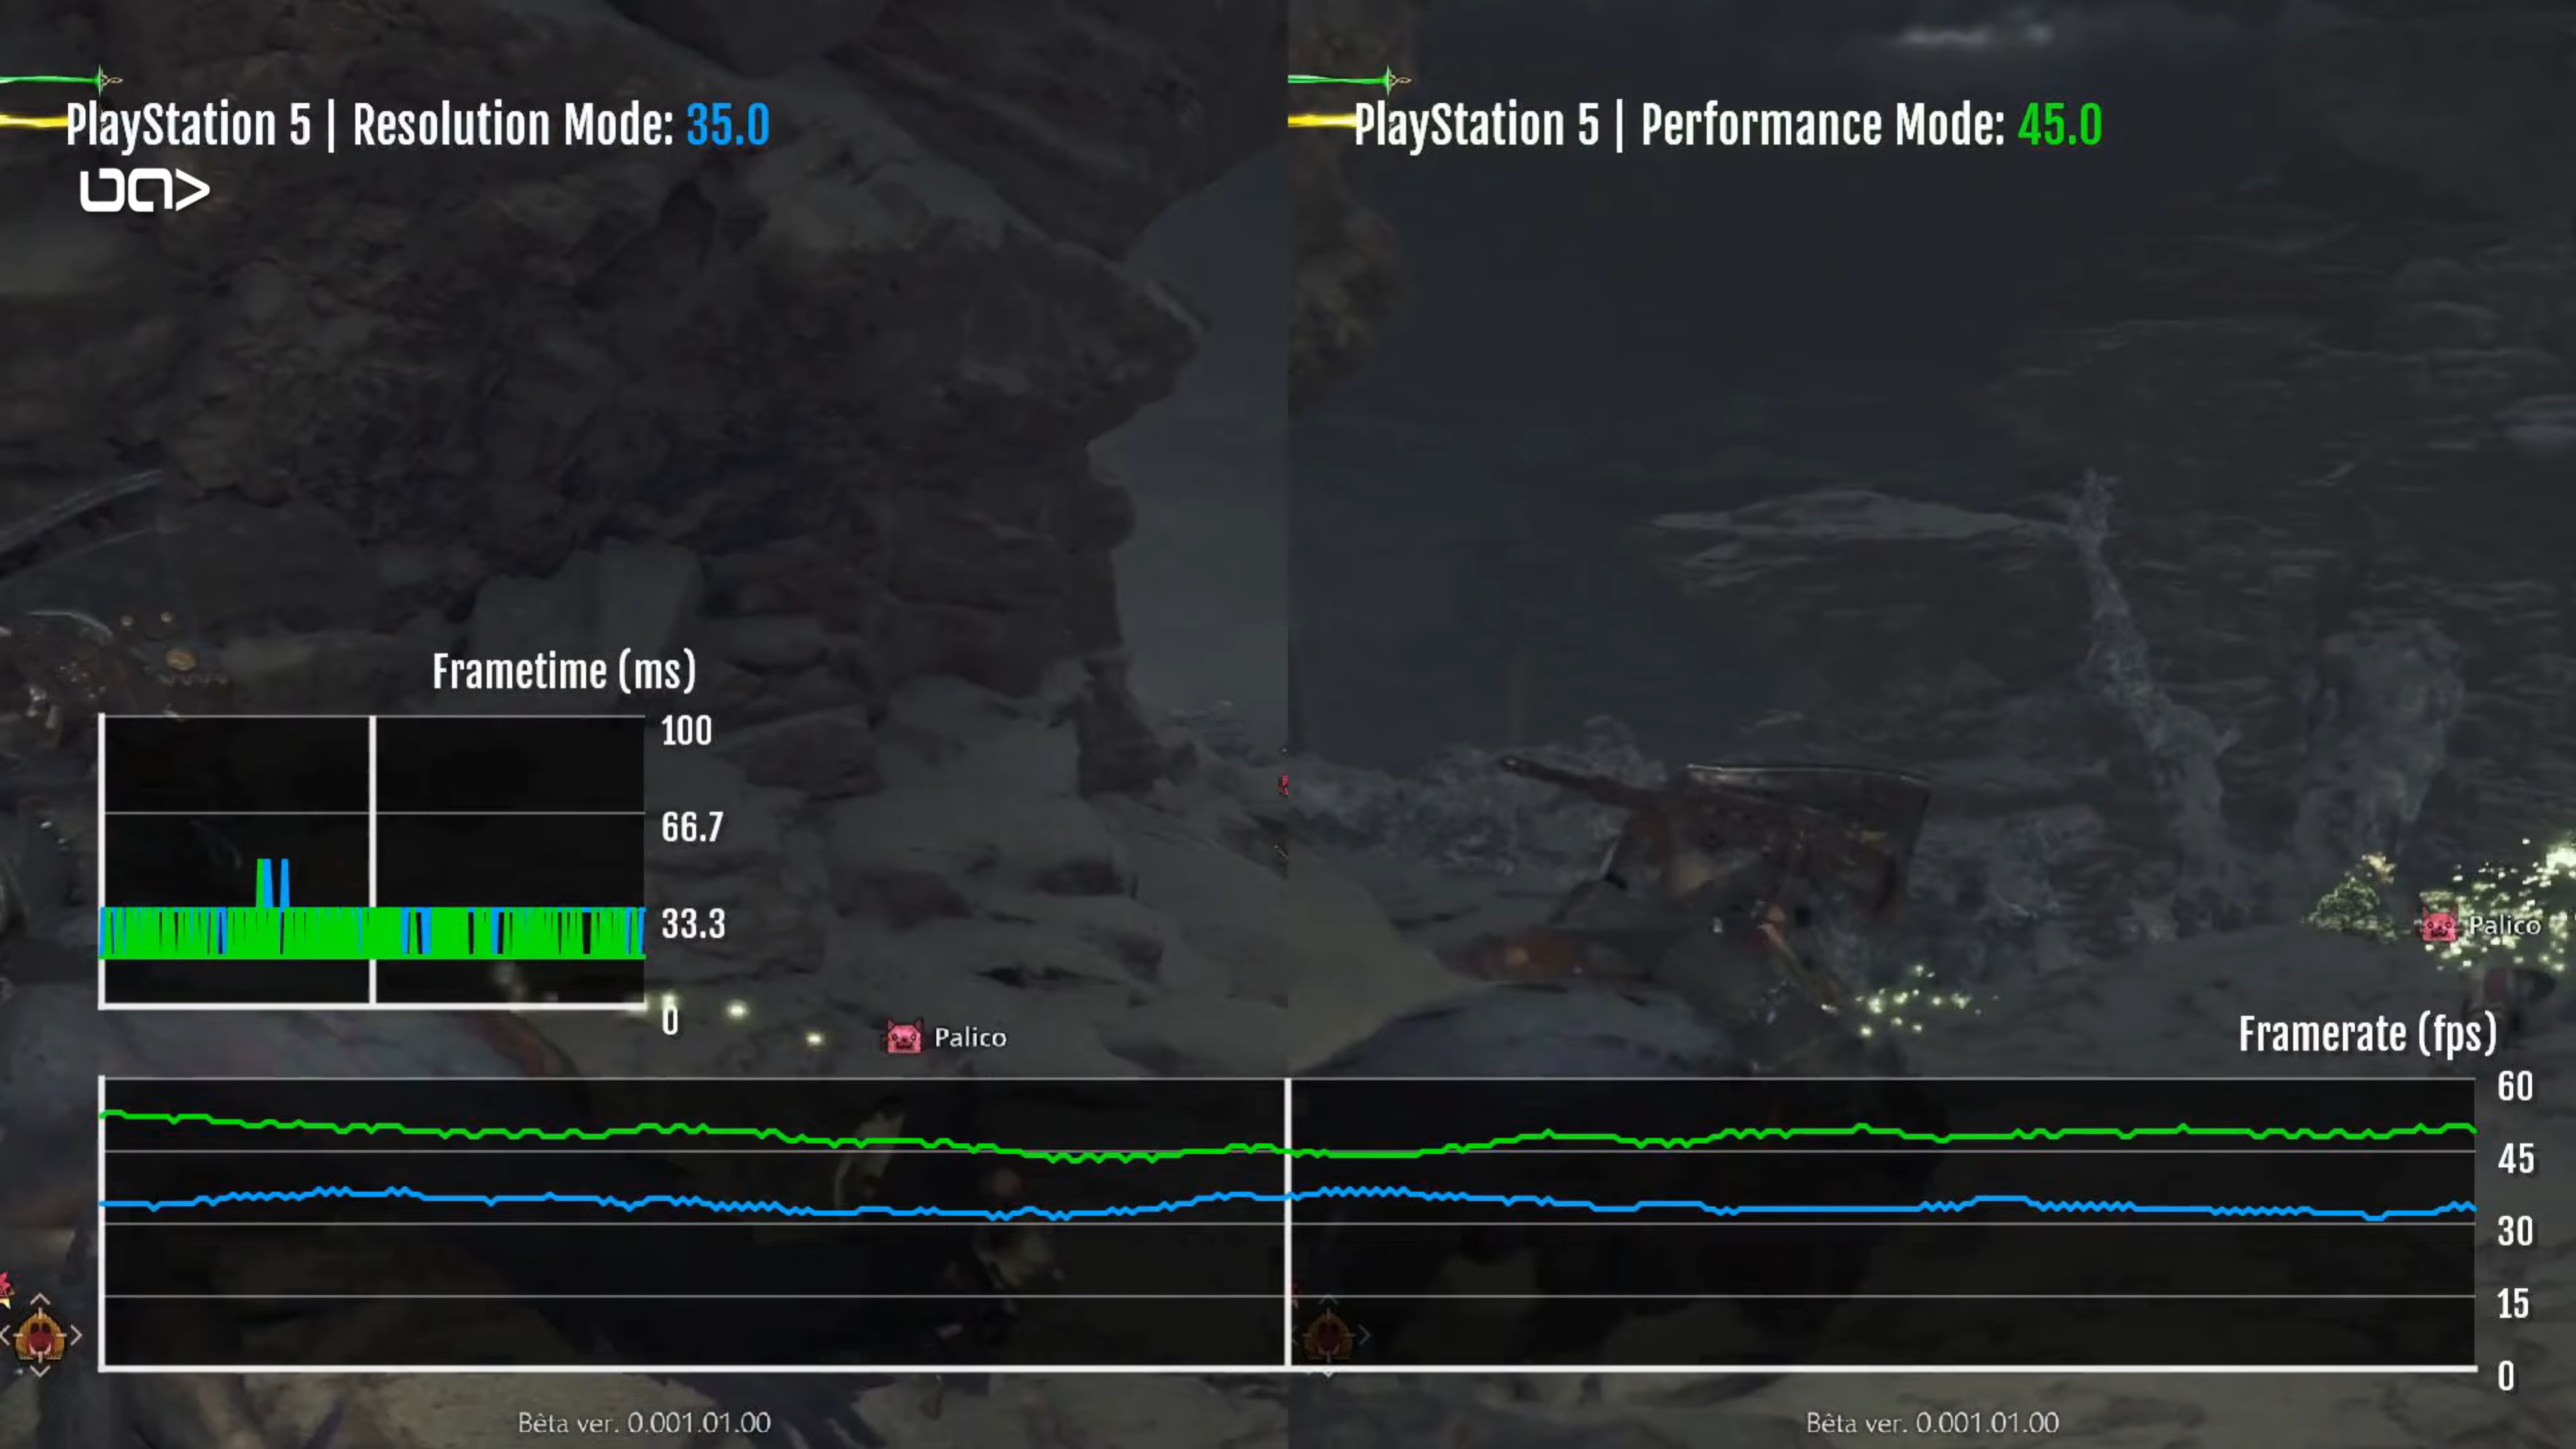 PlayStation 5 | Resolution Mode: 35.0
PlayStation 5 | Performance Mode: 45.0
Frametime (ms)
100
66.7
33.3
0
Palico
Palico
Framerate (fps)
60
45
30
15
0
Bêta ver. 0.001.01.00
Bêta ver. 0.001.01.00